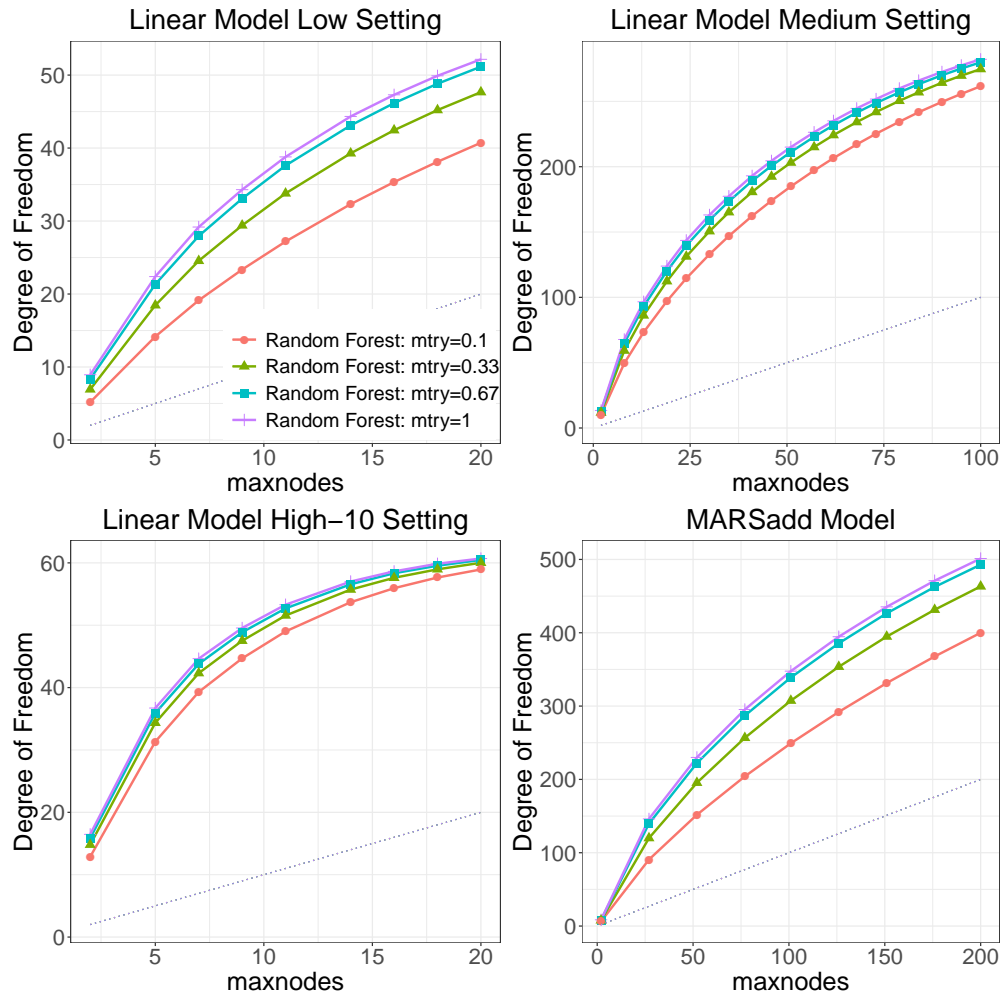 Linear Model Low Setting
Degree of Freedom
50
40
30
20
10
0
Random Forest: mtry=0.1
Random Forest: mtry=0.33
Random Forest: mtry=0.67
Random Forest: mtry=1
5
10
15
20
maxnodes
Linear Model Medium Setting
Degree of Freedom
200
100
0
0
25
50
75
100
maxnodes
Linear Model High−10 Setting
Degree of Freedom
60
40
20
0
5
10
15
20
maxnodes
MARSadd Model
Degree of Freedom
500
400
300
200
100
0
0
50
100
150
200
maxnodes